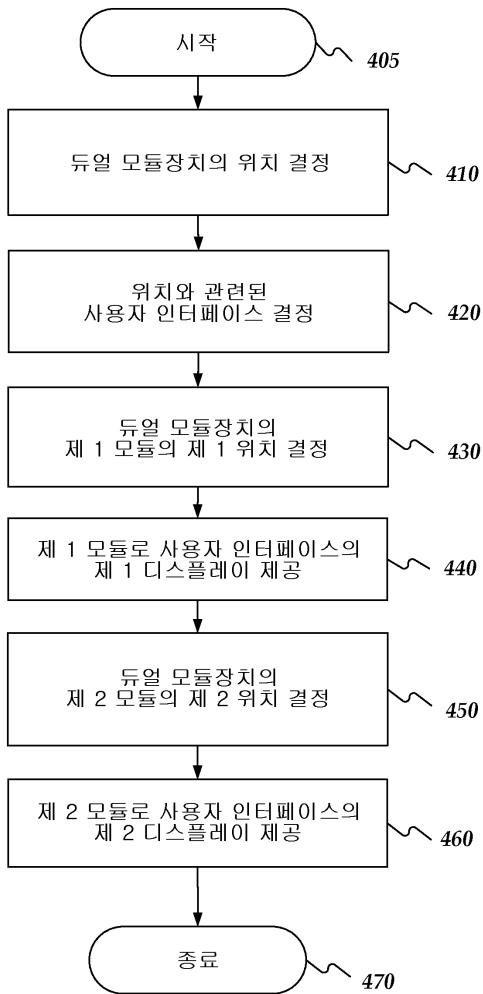 시작
405
듀얼 모듈장치의 위치 결정
410
위치와 관련된
사용자 인터페이스 결정
420
듀얼 모듈장치의
제 1 모듈의 제 1 위치 결정
430
제 1 모듈로 사용자 인터페이스의
제 1 디스플레이 제공
440
듀얼 모듈장치의
제 2 모듈의 제 2 위치 결정
450
제 2 모듈로 사용자 인터페이스의
제 2 디스플레이 제공
460
종료
470